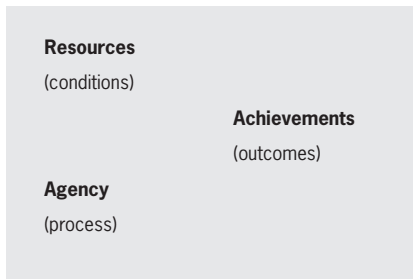 Resources
(conditions)
Achievements
(outcomes)
Agency
(process)